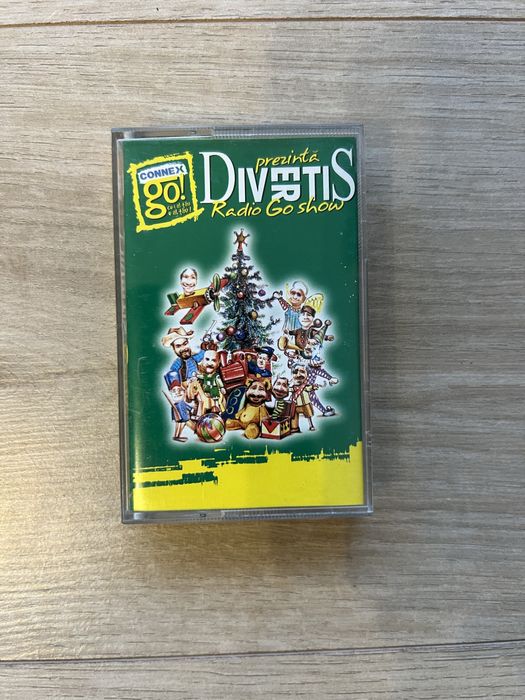 CONNEX
go!
prezintă
DIVERTIS
Radio Go show